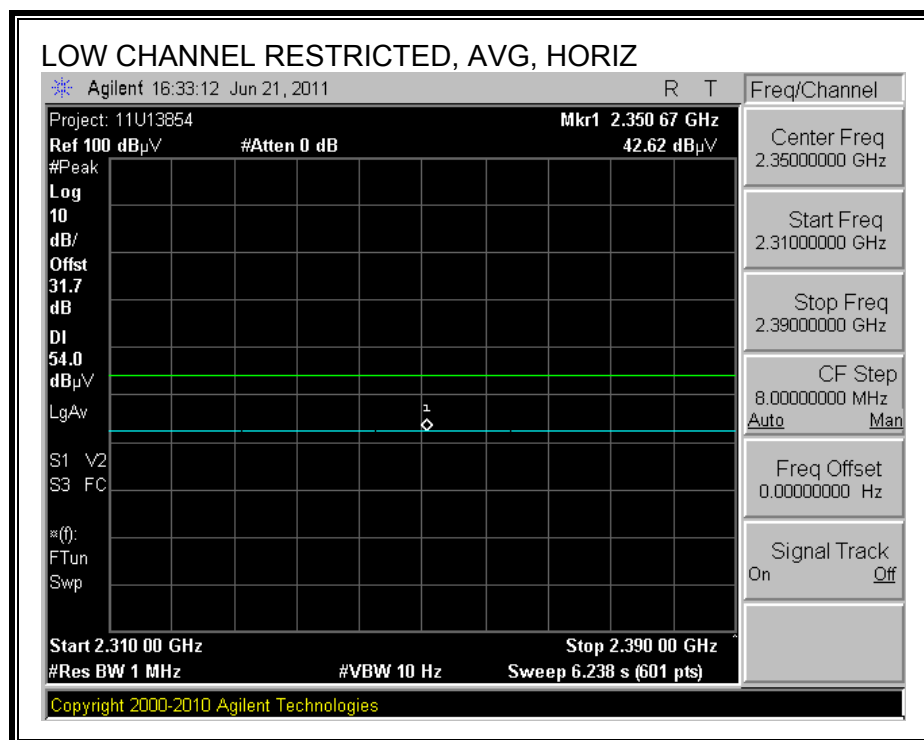 LOW CHANNEL RESTRICTED, AVG, HORIZ
Agilent 16:33:12 Jun 21, 2011 R T
Project: 11U13854 Mkr1 2.350 67 GHz
Ref 100 dBµV #Atten 0 dB 42.62 dBµV
#Peak
Log
10
dB/
Offst
31.7
dB
DI
54.0
dBµV
LgAv
1
S1 V2
S3 FC
¤(f):
FTun
Swp
Start 2.310 00 GHz Stop 2.390 00 GHz
#Res BW 1 MHz #VBW 10 Hz Sweep 6.238 s (601 pts)
Copyright 2000-2010 Agilent Technologies
Freq/Channel
Center Freq
2.35000000 GHz
Start Freq
2.31000000 GHz
Stop Freq
2.39000000 GHz
CF Step
8.00000000 MHz
Auto Man
Freq Offset
0.00000000 Hz
Signal Track
On Off